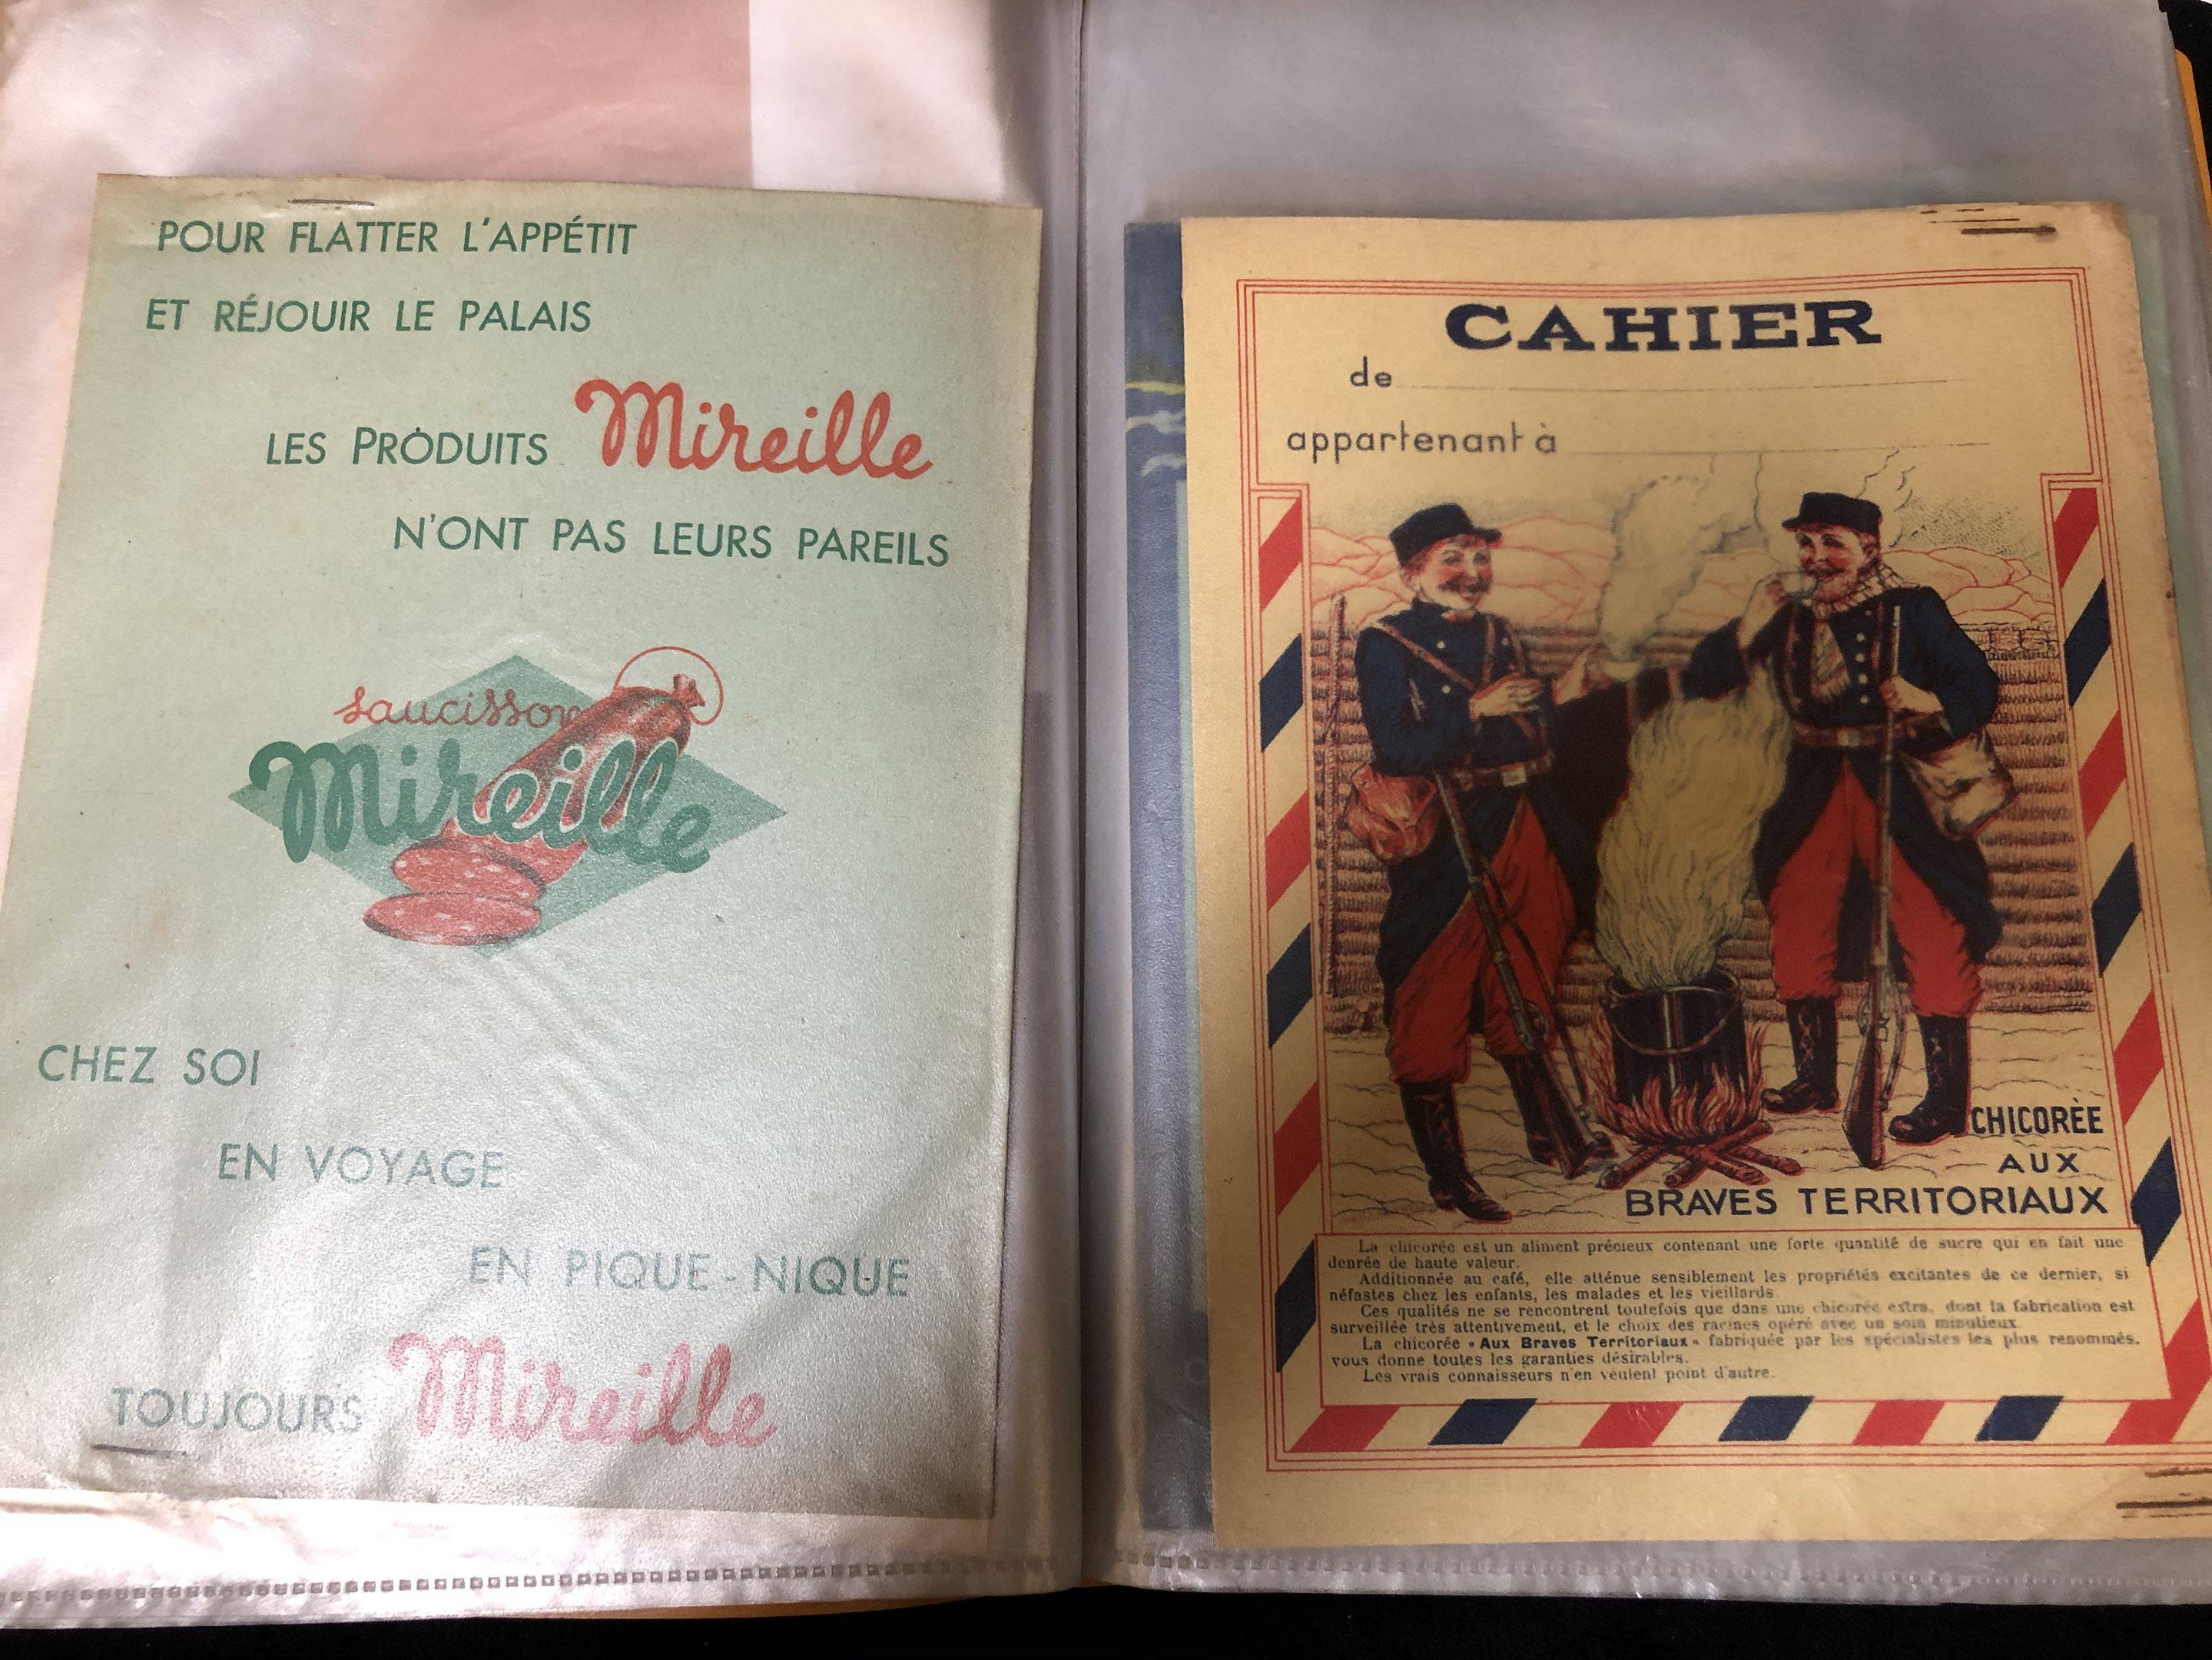 POUR FLATTER L'APPÉTIT
ET RÉJOUIR LE PALAIS
LES PRODUITS Mireille
N'ONT PAS LEURS PAREILS
saucisson
Mireille
CHEZ SOI
EN VOYAGE
EN PIQUE-NIQUE
TOUJOURS Mireille
CAHIER
de
appartenant à
CHICORÈE
AUX
BRAVES TERRITORIAUX
La chicorée est un aliment précieux contenant une forte quantité de sucre qui en fait une
denrée de haute valeur.
Additionnée au café, elle atténue sensiblement les propriétés excitantes de ce dernier, si
néfastes chez les enfants, les malades et les vieillards.
Ces qualités ne se rencontrent toutefois que dans une chicorée extra, dont la fabrication est
surveillée très attentivement, et le choix des racines opéré avec un soin minutieux.
La chicorée « Aux Braves Territoriaux » fabriquée par les spécialistes les plus renommés.
vous donne toutes les garanties désirables.
Les vrais connaisseurs n'en veulent point d'autre.